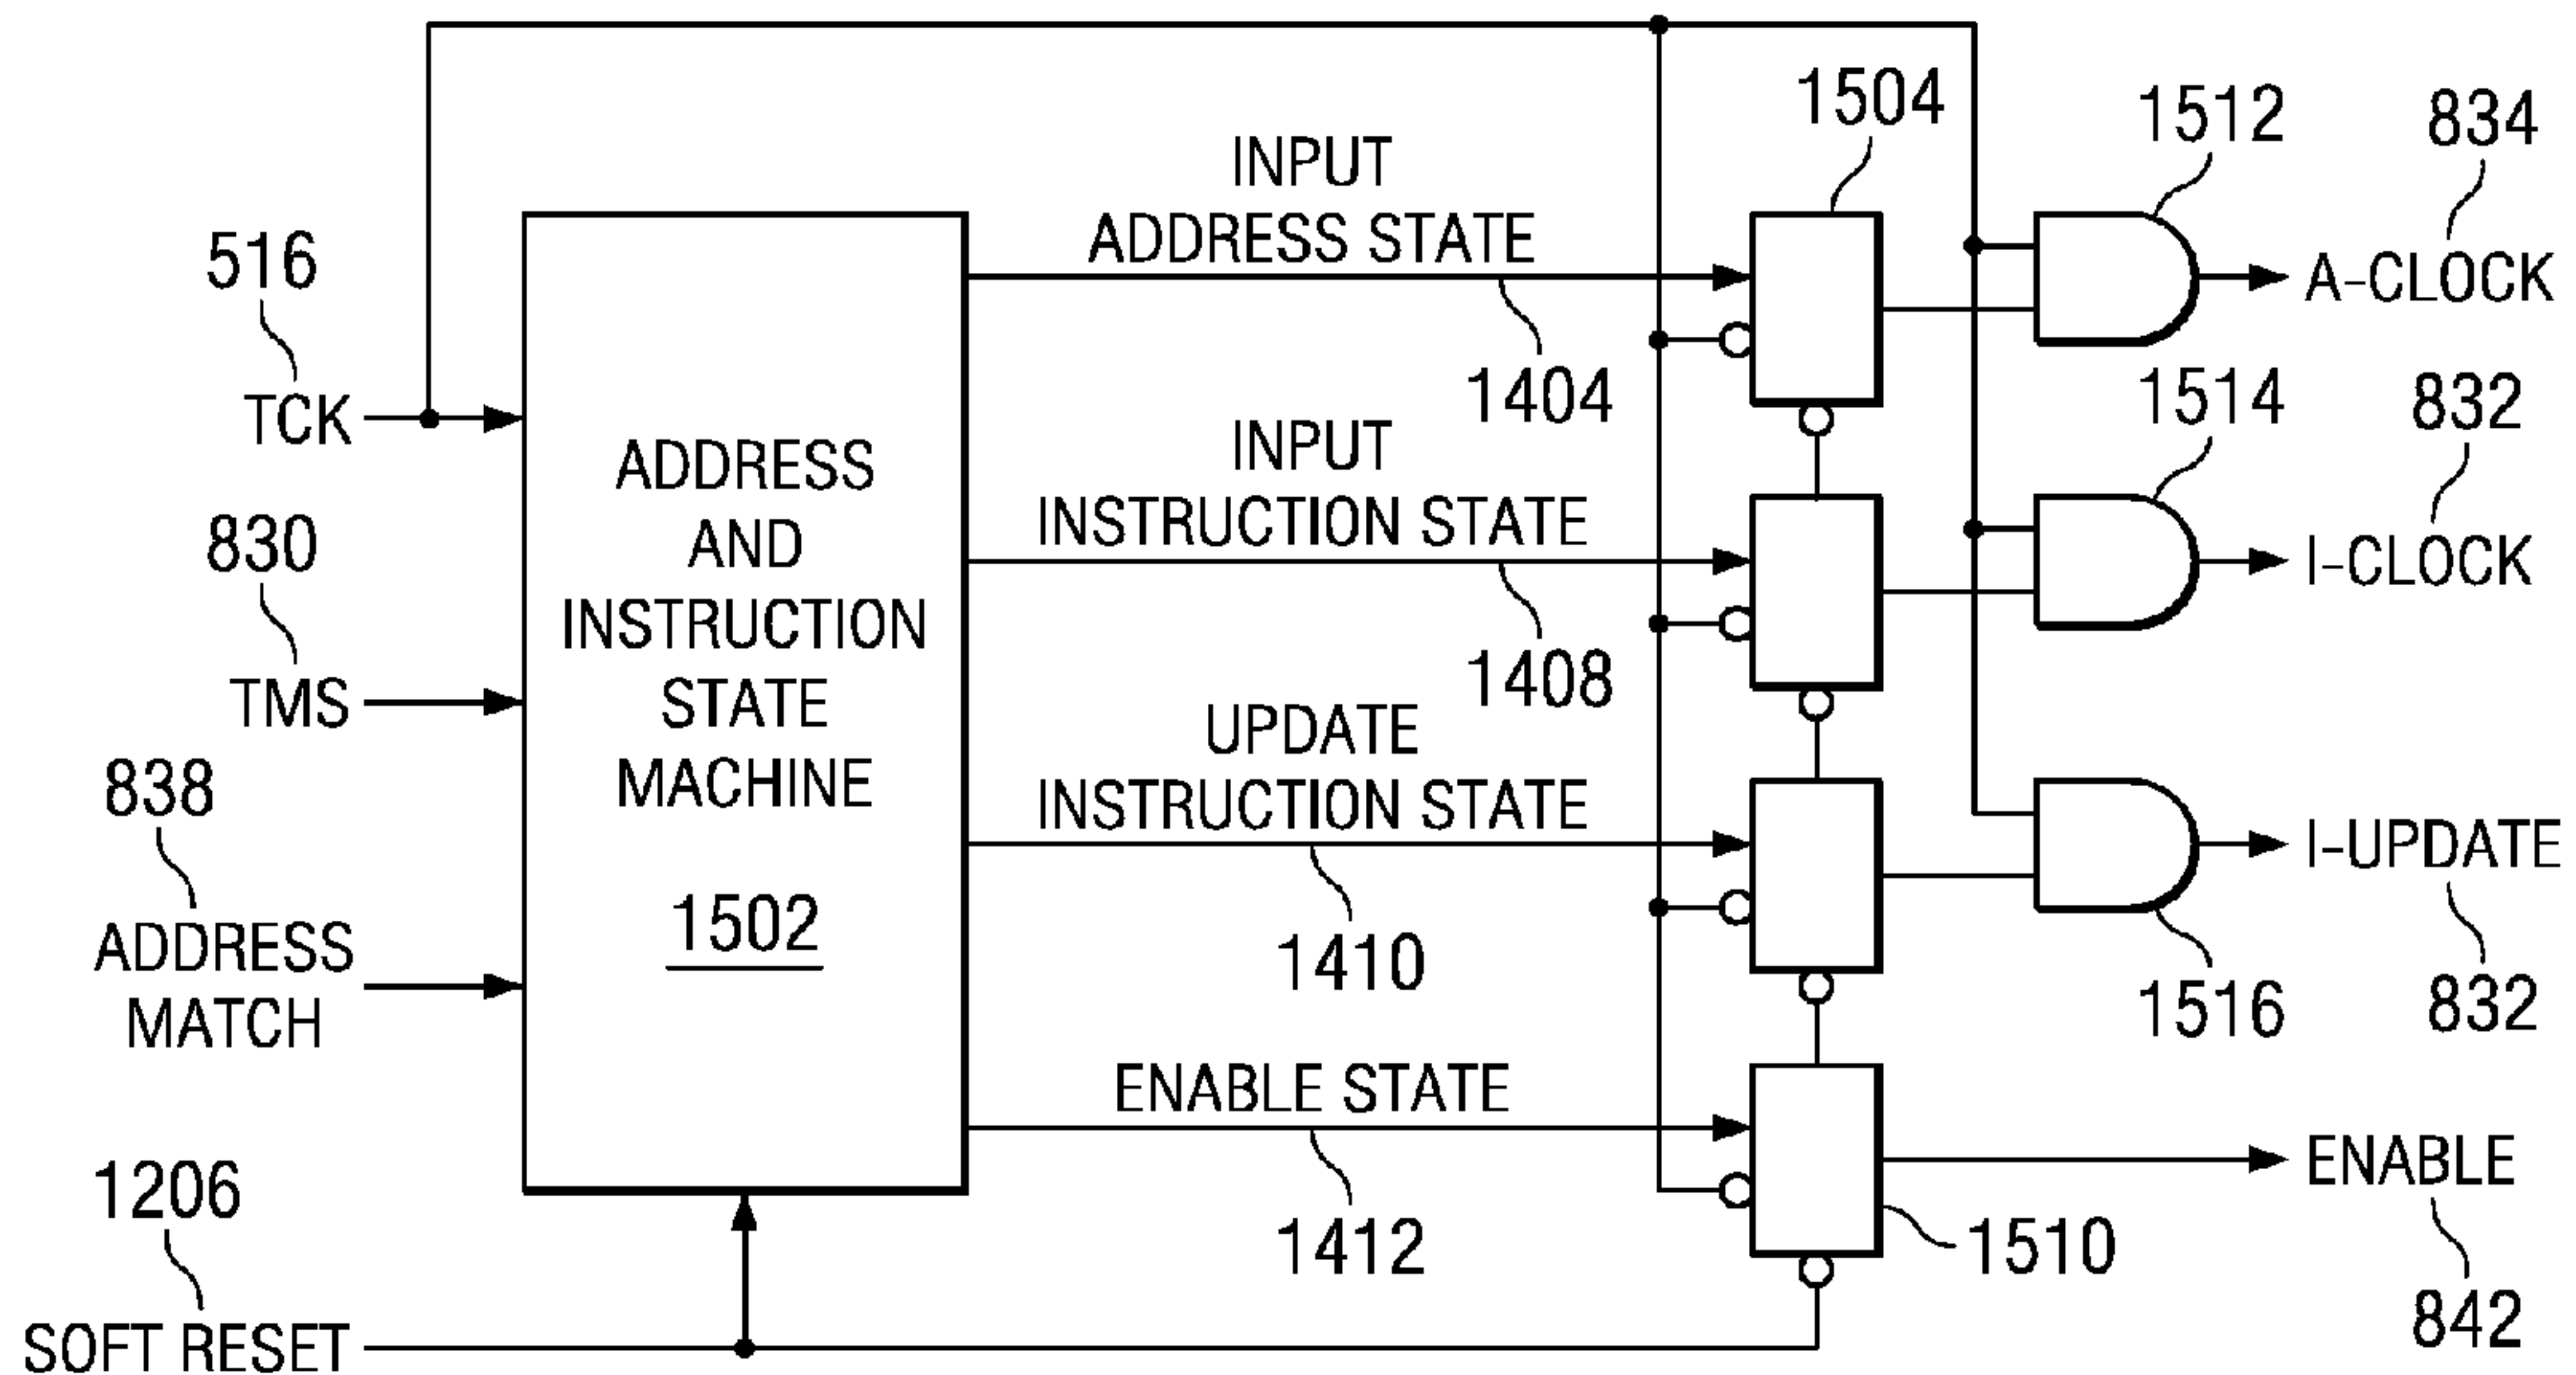 1504
1512
834
INPUT
ADDRESS STATE
516
A-CLOCK
1404
1514
832
TCK
INPUT
ADDRESS
AND
INSTRUCTION
STATE
MACHINE
1502
INSTRUCTION STATE
830
I-CLOCK
1408
TMS
UPDATE
INSTRUCTION STATE
838
I-UPDATE
ADDRESS
MATCH
1410
1516
832
ENABLE STATE
1206
ENABLE
1412
1510
842
SOFT RESET